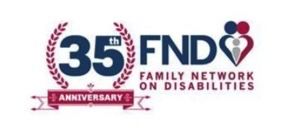 35th
ANNIVERSARY
FND
FAMILY NETWORK
ON DISABILITIES